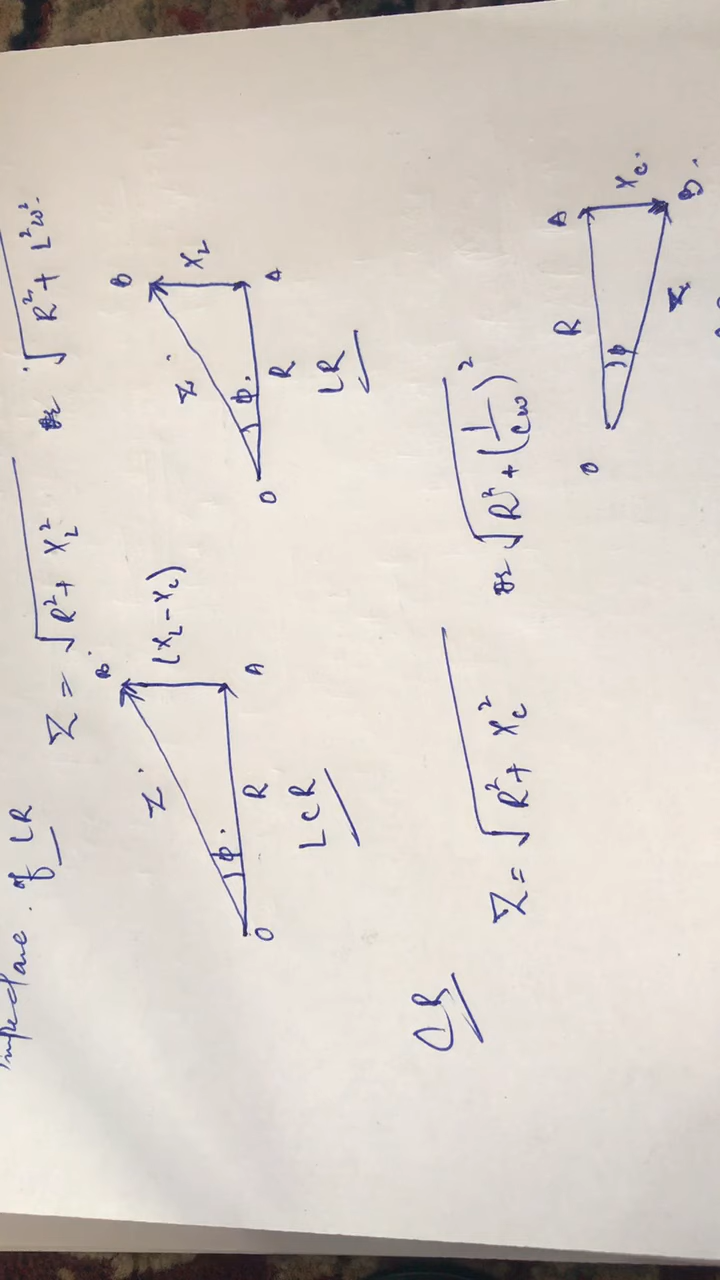 Impedance . of LR
Z = √R² + X_L² or √R² + L²ω²
B B
Z (X_L - X_C) Z X_L
O ϕ A O ϕ A
R R
LCR LR
CR
Z = √R² + X_C² or √R² + (1/cω)²
R A
O ϕ X_C
Z B